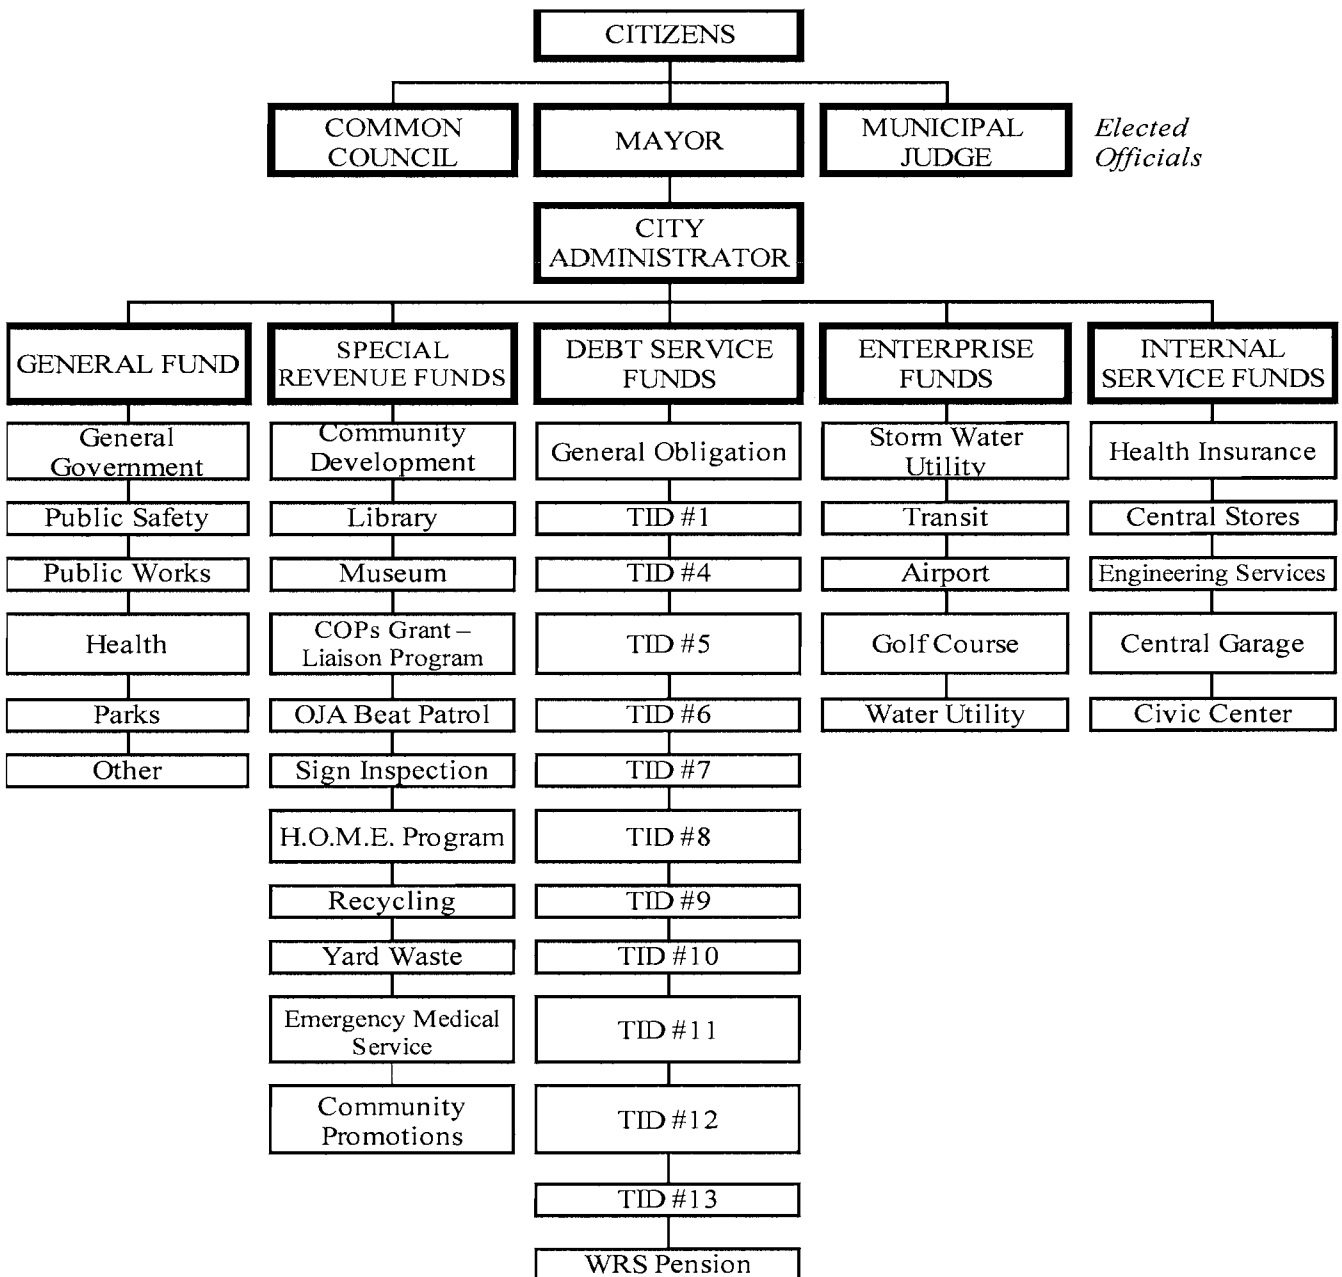 CITIZENS
COMMON
COUNCIL
MAYOR
MUNICIPAL
JUDGE
Elected
Officials
CITY
ADMINISTRATOR
GENERAL FUND
SPECIAL
REVENUE FUNDS
DEBT SERVICE
FUNDS
ENTERPRISE
FUNDS
INTERNAL
SERVICE FUNDS
General
Government
Community
Development
General Obligation
Storm Water
Utility
Health Insurance
Public Safety
Library
TID #1
Transit
Central Stores
Public Works
Museum
TID #4
Airport
Engineering Services
Health
COPs Grant –
Liaison Program
TID #5
Golf Course
Central Garage
Parks
OJA Beat Patrol
TID #6
Water Utility
Civic Center
Other
Sign Inspection
TID #7
H.O.M.E. Program
TID #8
Recycling
TID #9
Yard Waste
TID #10
Emergency Medical
Service
TID #11
Community
Promotions
TID #12
TID #13
WRS Pension